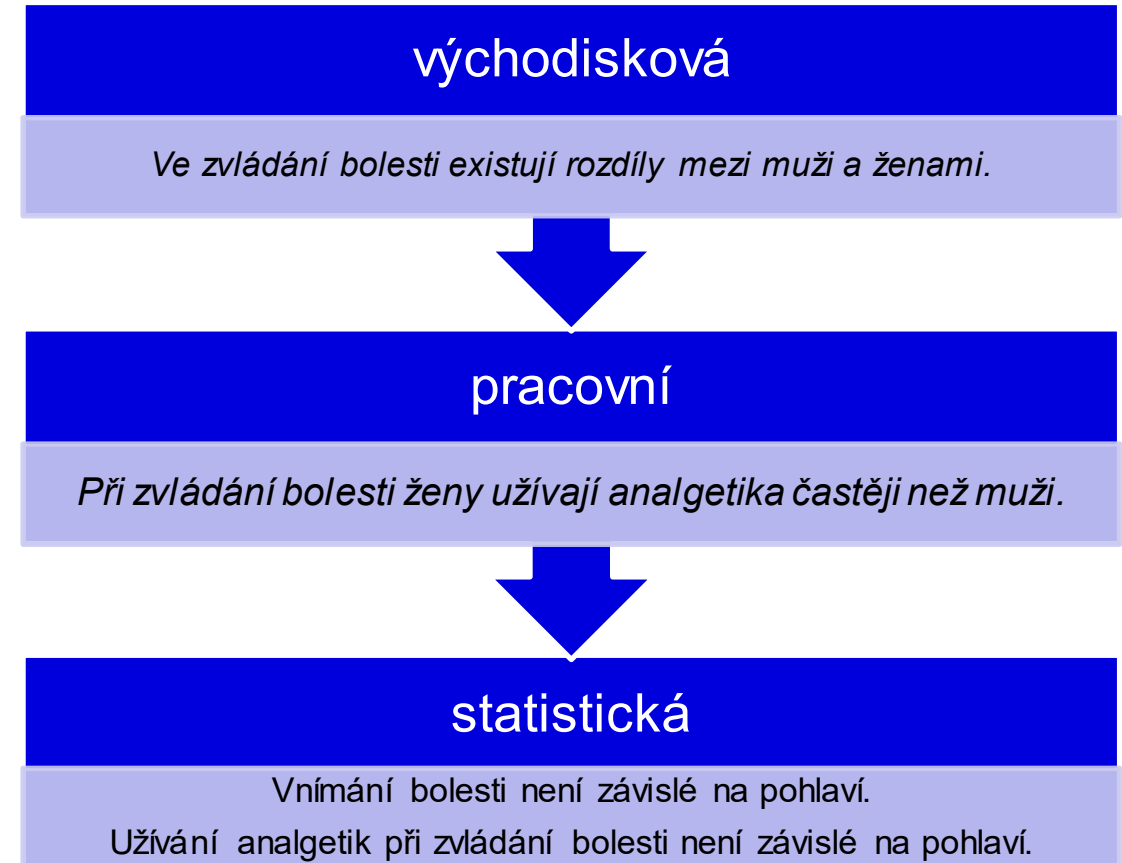 východisková
Ve zvládání bolesti existují rozdíly mezi muži a ženami.
pracovní
Při zvládání bolesti ženy užívají analgetika častěji než muži.
statistická
Vnímání bolesti není závislé na pohlaví.
Užívání analgetik při zvládání bolesti není závislé na pohlaví.